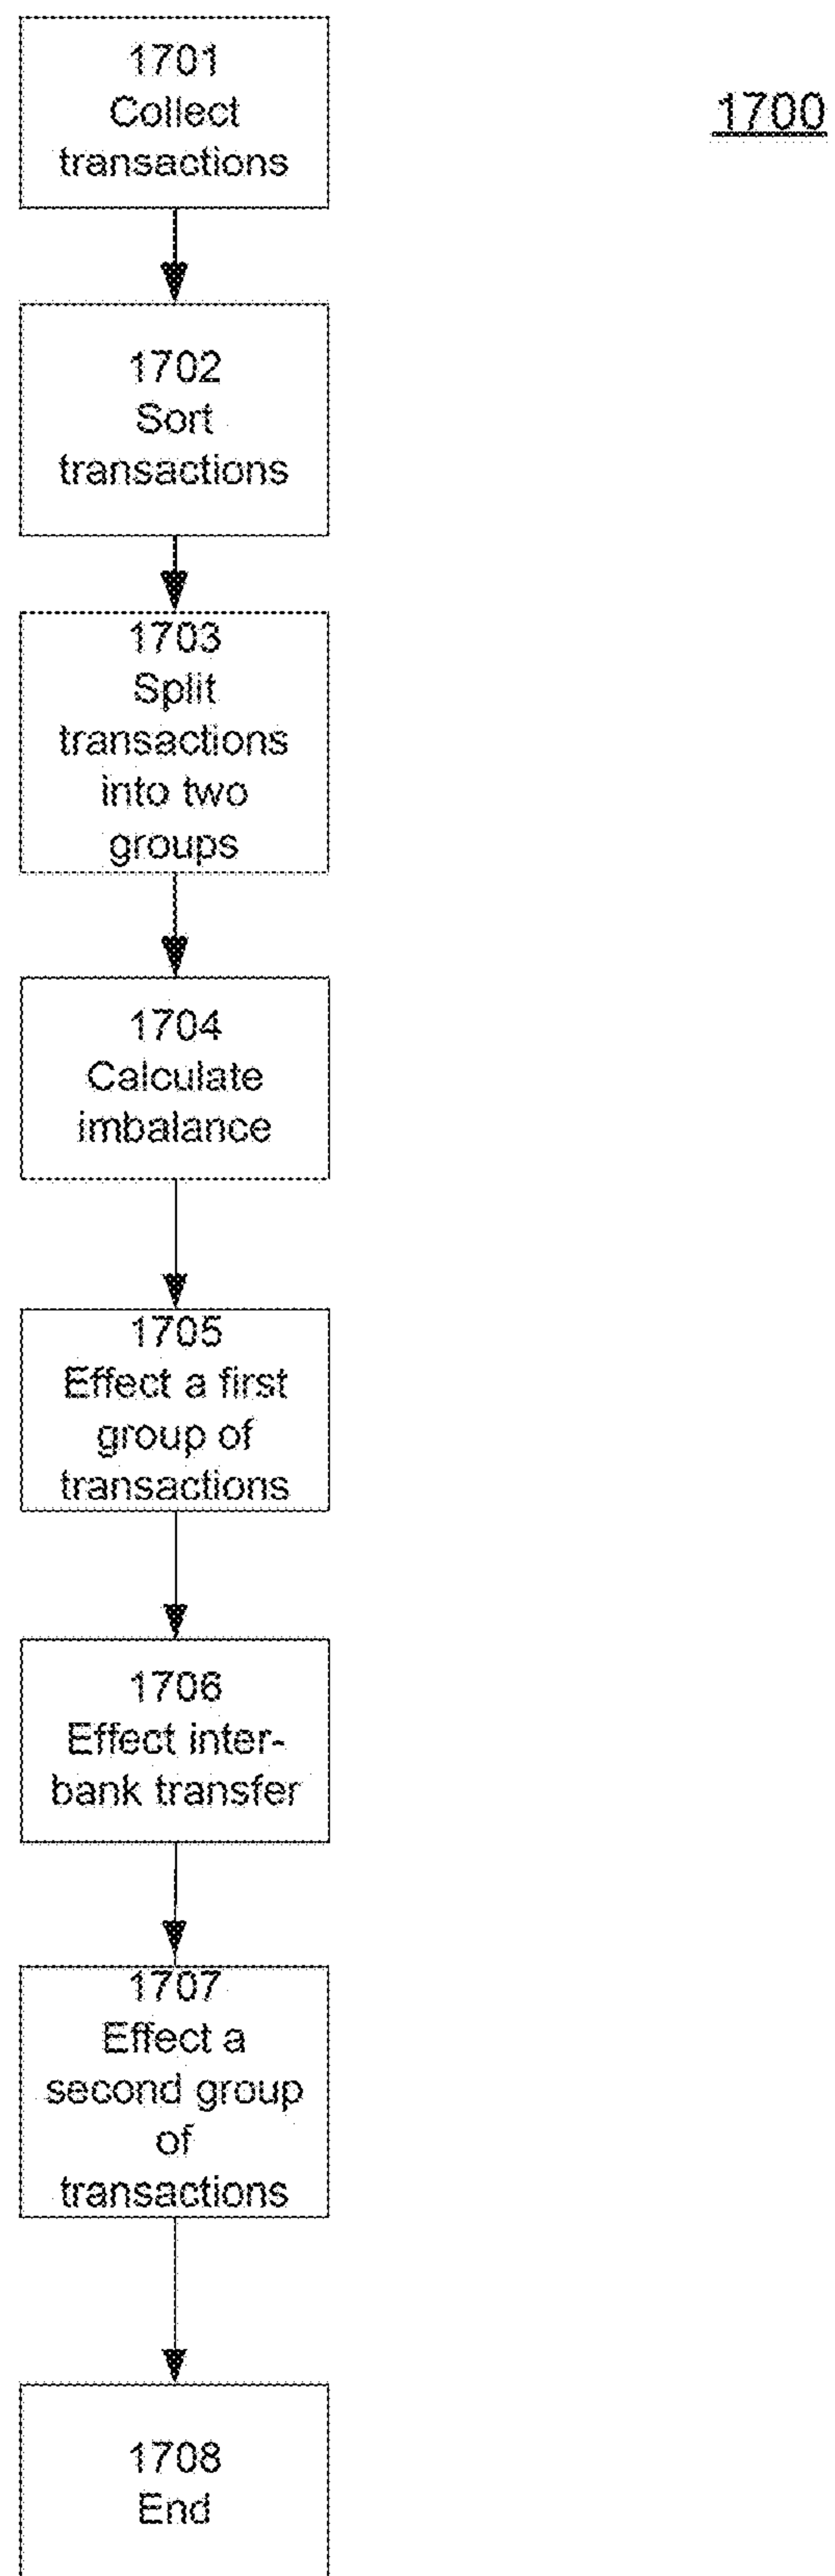 1701
Collect
transactions
1700
1702
Sort
transactions
1703
Split
transactions
into two
groups
1704
Calculate
imbalance
1705
Effect a first
group of
transactions
1706
Effect inter-
bank transfer
1707
Effect a
second group
of
transactions
1708
End